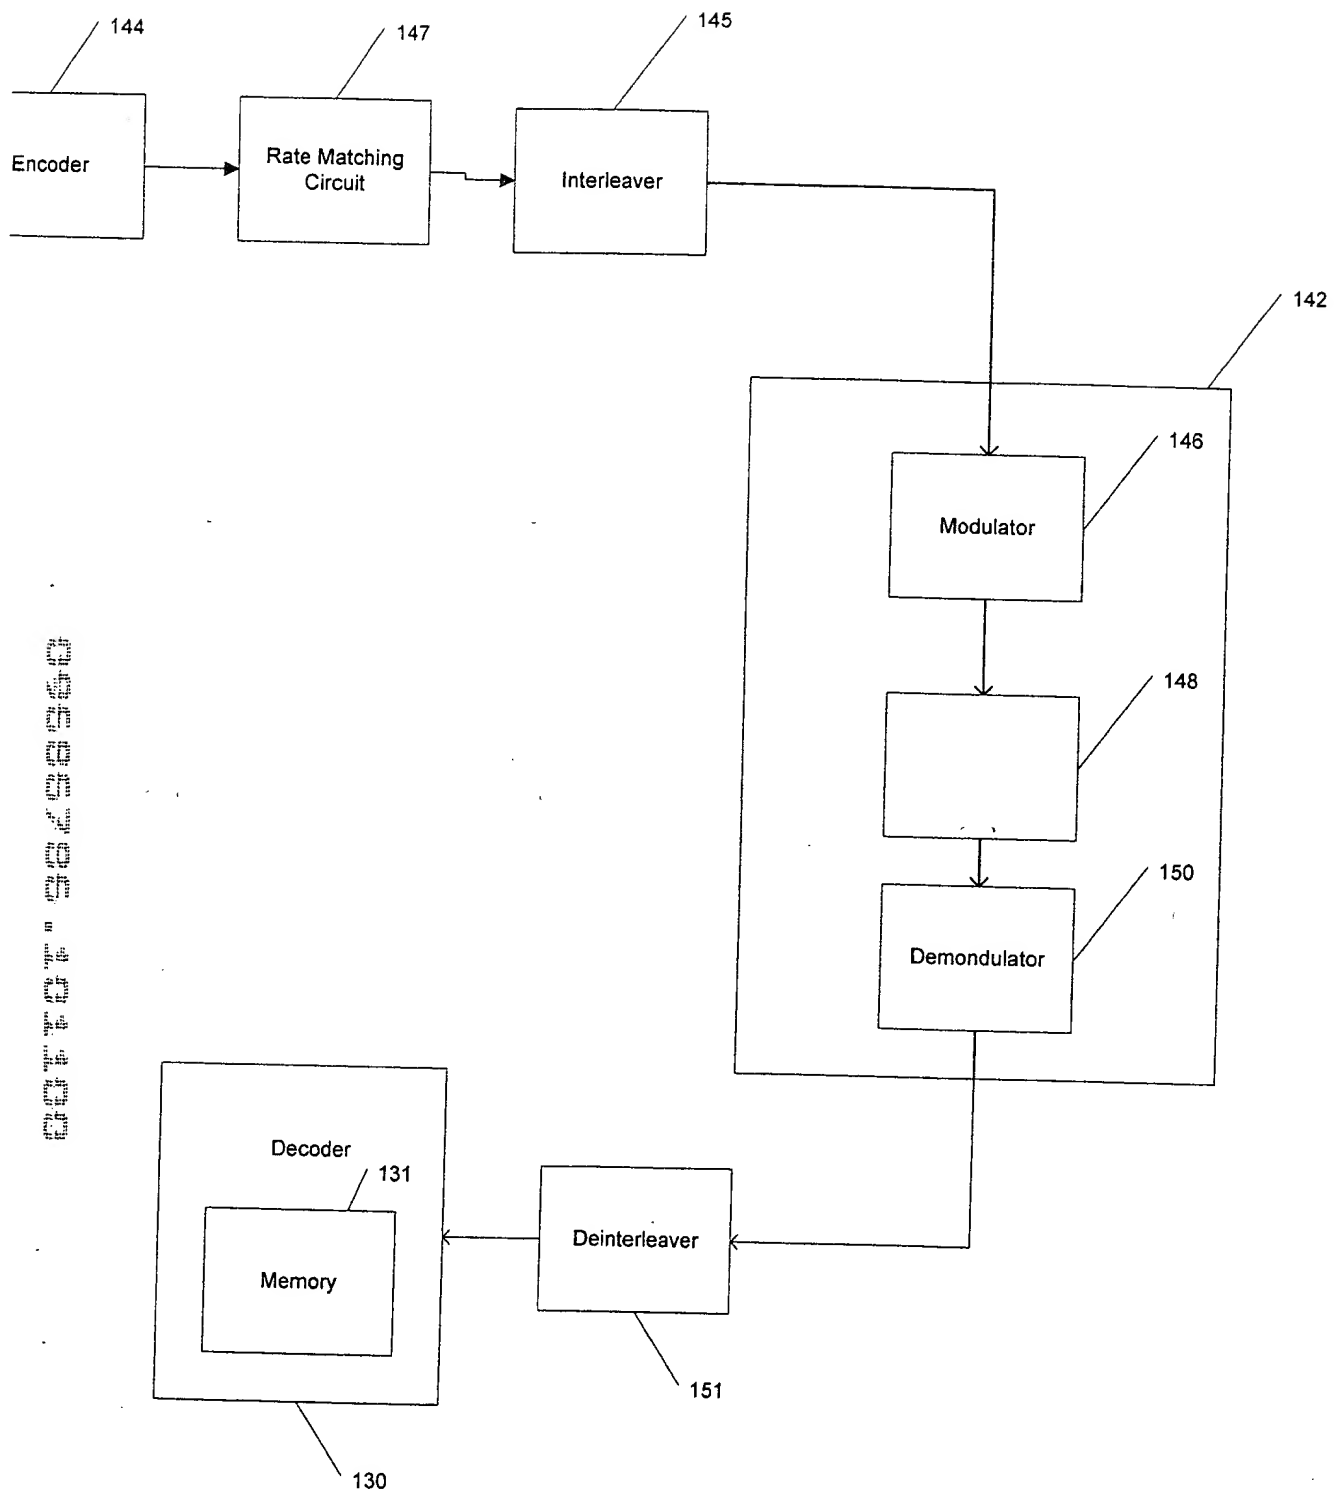 144
147
145
Encoder
Rate Matching
Circuit
Interleaver
142
146
Modulator
148
150
Demondulator
Decoder
131
Memory
Deinterleaver
151
130